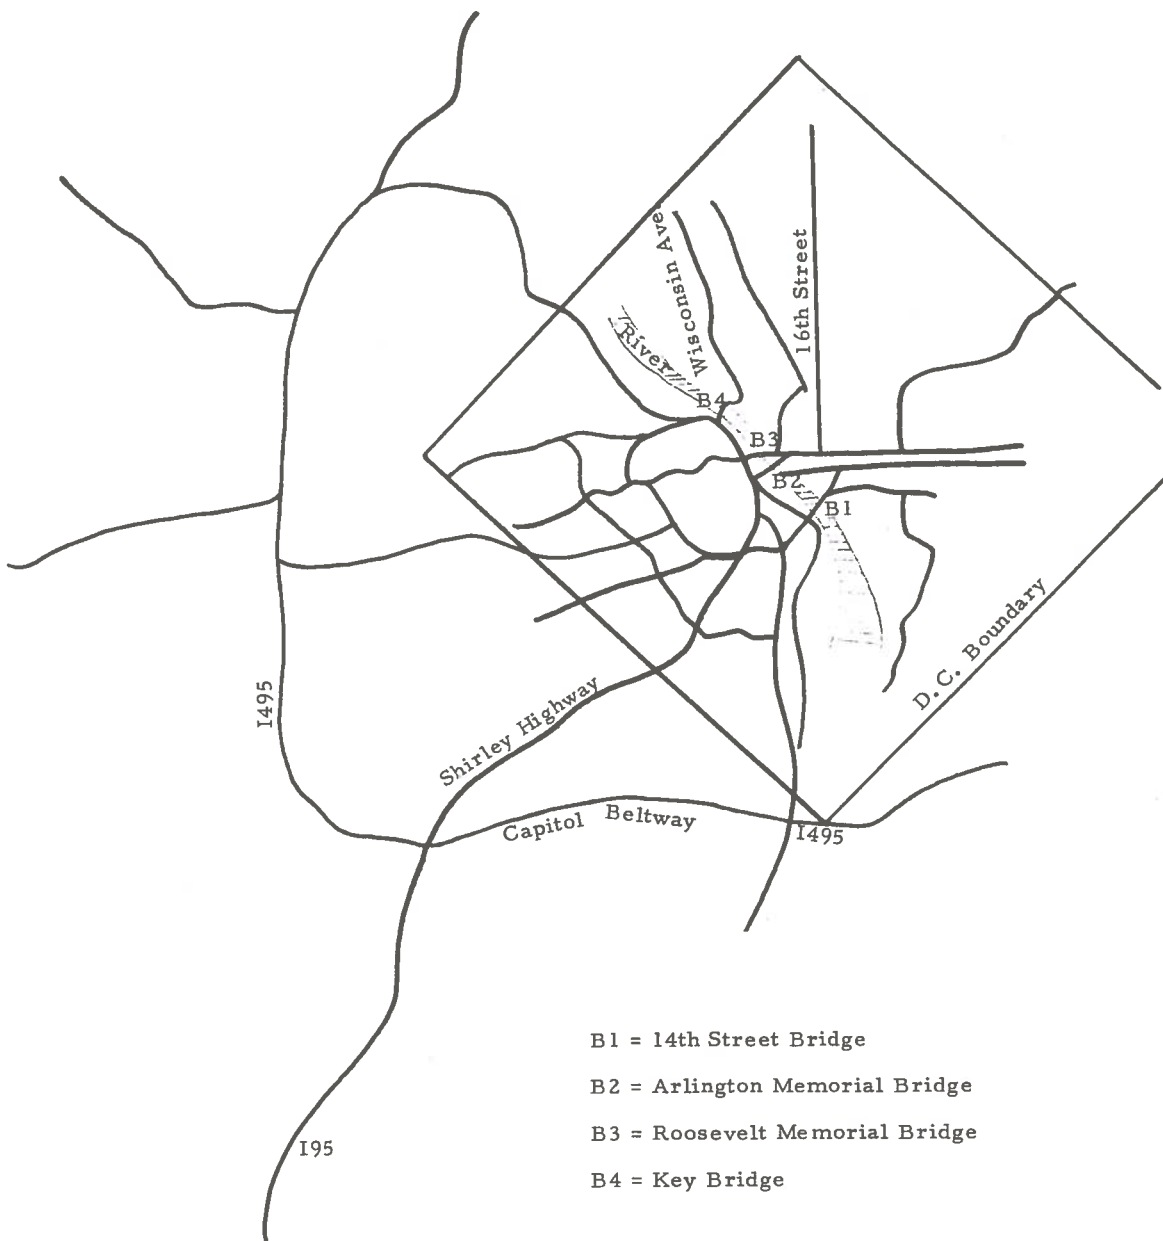 Wisconsin Ave.
16th Street
River
B4
B3
B2
B1
D.C. Boundary
I495
Shirley Highway
Capitol Beltway
I495
I95
B1 = 14th Street Bridge
B2 = Arlington Memorial Bridge
B3 = Roosevelt Memorial Bridge
B4 = Key Bridge